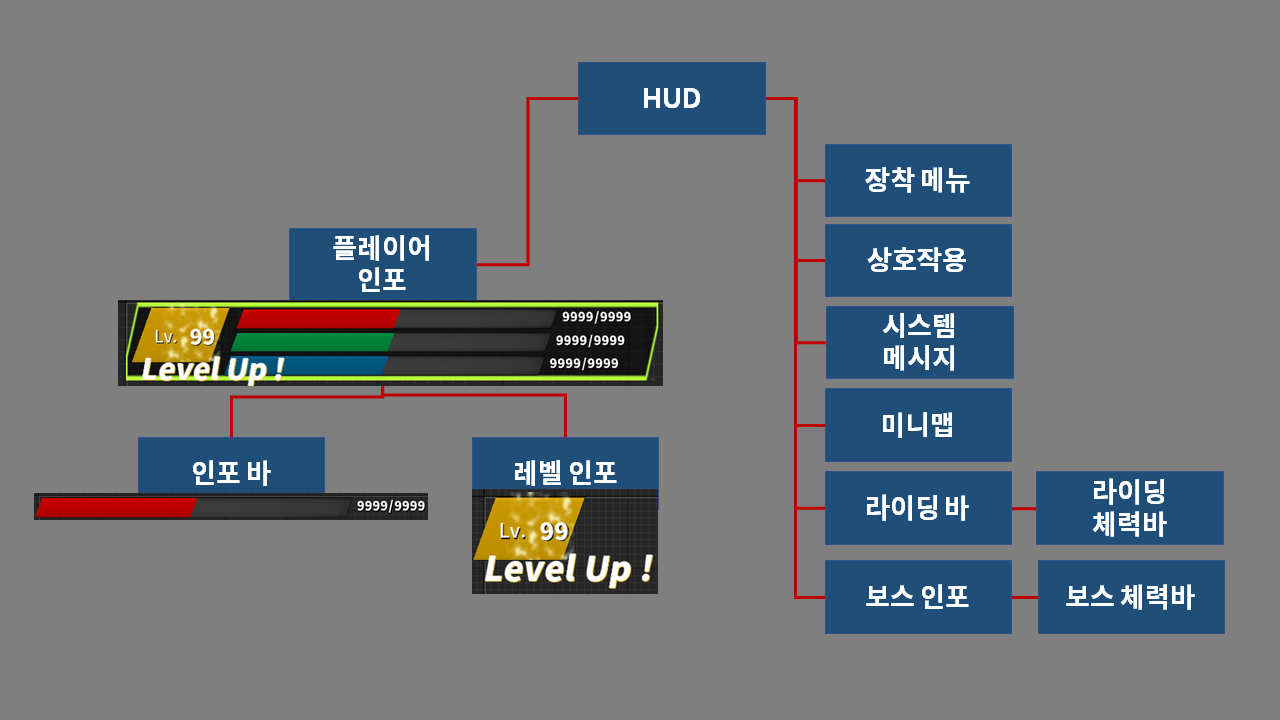 HUD
장착 메뉴
상호작용
플레이어
인포
시스템
메시지
Lv. 99
9999/9999
9999/9999
9999/9999
Level Up !
미니맵
인포 바
9999/9999
레벨 인포
Lv. 99
Level Up !
라이딩 바
라이딩
체력바
보스 인포
보스 체력바